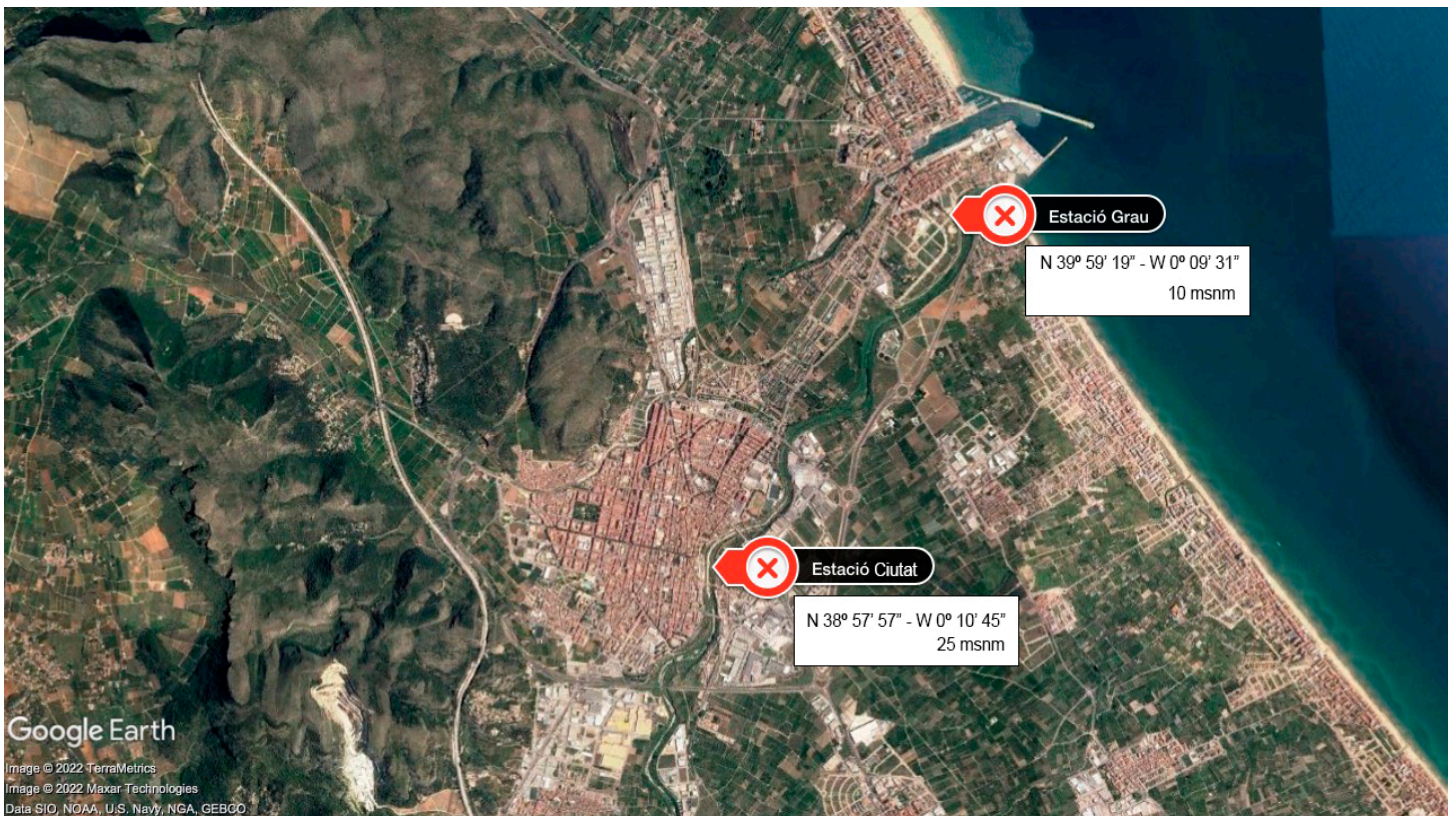 Estació Grau
N 39º 59' 19" - W 0º 09' 31"
10 msnm
Estació Ciutat
N 38º 57' 57" - W 0º 10' 45"
25 msnm
Google Earth
Image © 2022 TerraMetrics
Image © 2022 Maxar Technologies
Data SIO, NOAA, U.S. Navy, NGA, GEBCO